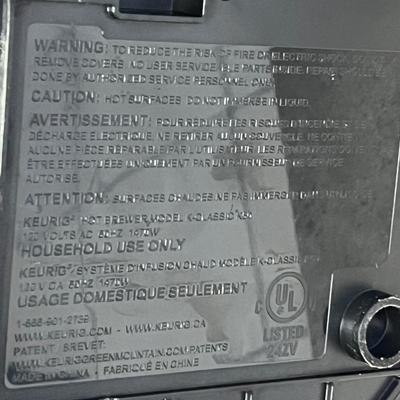 WARNING: TO REDUCE THE RISK OF FIRE OR ELECTRIC SHOCK, DO NOT
REMOVE COVERS. NO USER SERVICEABLE PARTS INSIDE. REPAIR SHOULD BE
DONE BY AUTHORIZED SERVICE PERSONNEL ONLY.
CAUTION: HOT SURFACES. DO NOT IMMERSE IN LIQUID.
AVERTISSEMENT: POUR RÉDUIRE LES RISQUES D'INCENDIE OU DE
DÉCHARGE ÉLECTRIQUE, NE RETIRER AUCUN COUVERCLE. NE CONTIENT
AUCUNE PIÈCE RÉPARABLE PAR L'UTILISATEUR. LES RÉPARATIONS DOIVENT
ÊTRE EFFECTUÉES UNIQUEMENT PAR UN FOURNISSEUR DE SERVICE
AUTORISÉ.
ATTENTION: SURFACES CHAUDES. NE PAS IMMERGER DANS UN LIQUIDE.
KEURIG® HOT BREWER MODEL K-CLASSIC K50
120 VOLTS AC 60HZ 1470W
HOUSEHOLD USE ONLY
KEURIG® SYSTÈME D'INFUSION CHAUD MODÈLE K-CLASSIC K50
120 V CA 60HZ 1470W
USAGE DOMESTIQUE SEULEMENT
1-866-901-2739
WWW.KEURIG.COM - WWW.KEURIG.CA
PATENT / BREVET:
WWW.KEURIGGREENMOUNTAIN.COM/PATENTS
MADE IN CHINA - FABRIQUÉ EN CHINE
C UL
LISTED
24ZV